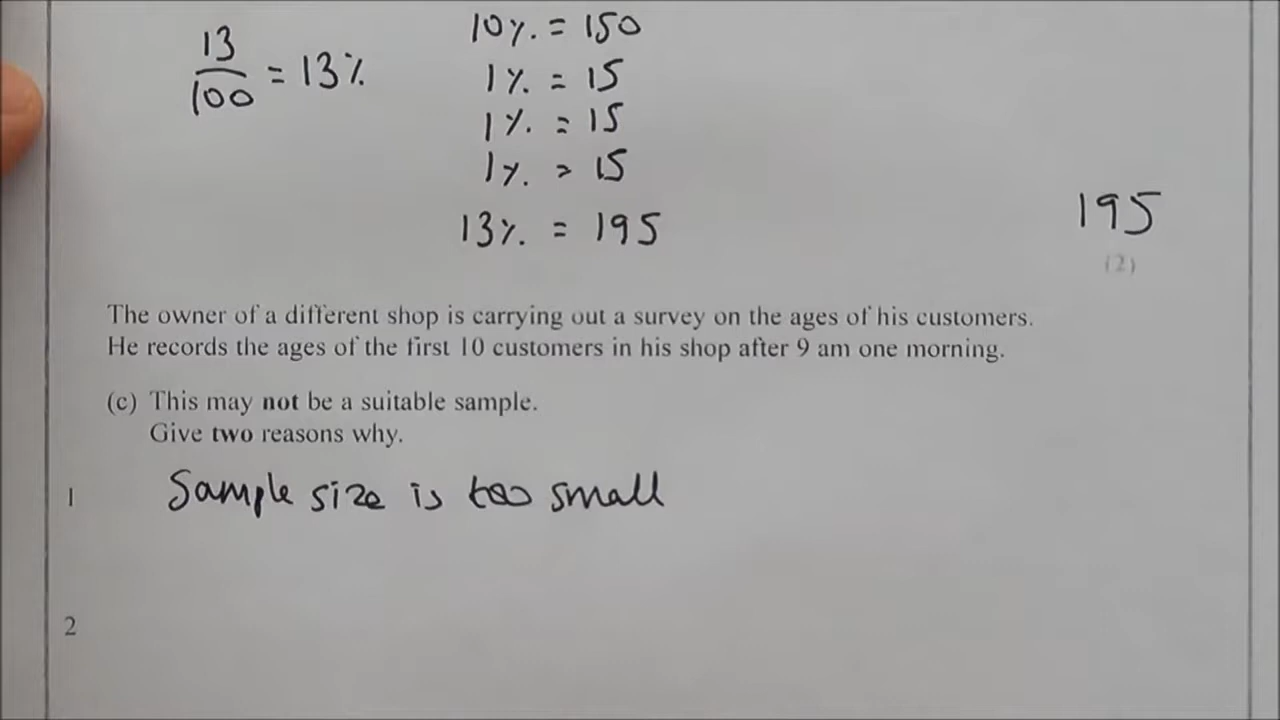 13
100
= 13%
10% = 150
1% = 15
1% = 15
1% = 15
13% = 195
195
(2)
The owner of a different shop is carrying out a survey on the ages of his customers.
He records the ages of the first 10 customers in his shop after 9 am one morning.
(c) This may not be a suitable sample.
Give two reasons why.
1 Sample size is too small
2